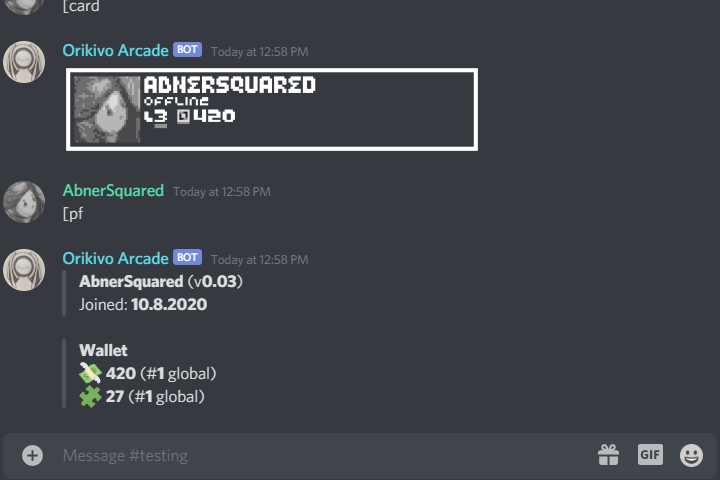 [card
Orikivo Arcade BOT Today at 12:58 PM
ABNERSQUARED
OFFLINE
L3 420
AbnerSquared Today at 12:58 PM
[pf
Orikivo Arcade BOT Today at 12:58 PM
AbnerSquared (v0.03)
Joined: 10.8.2020
Wallet
420 (#1 global)
27 (#1 global)
Message #testing
GIF